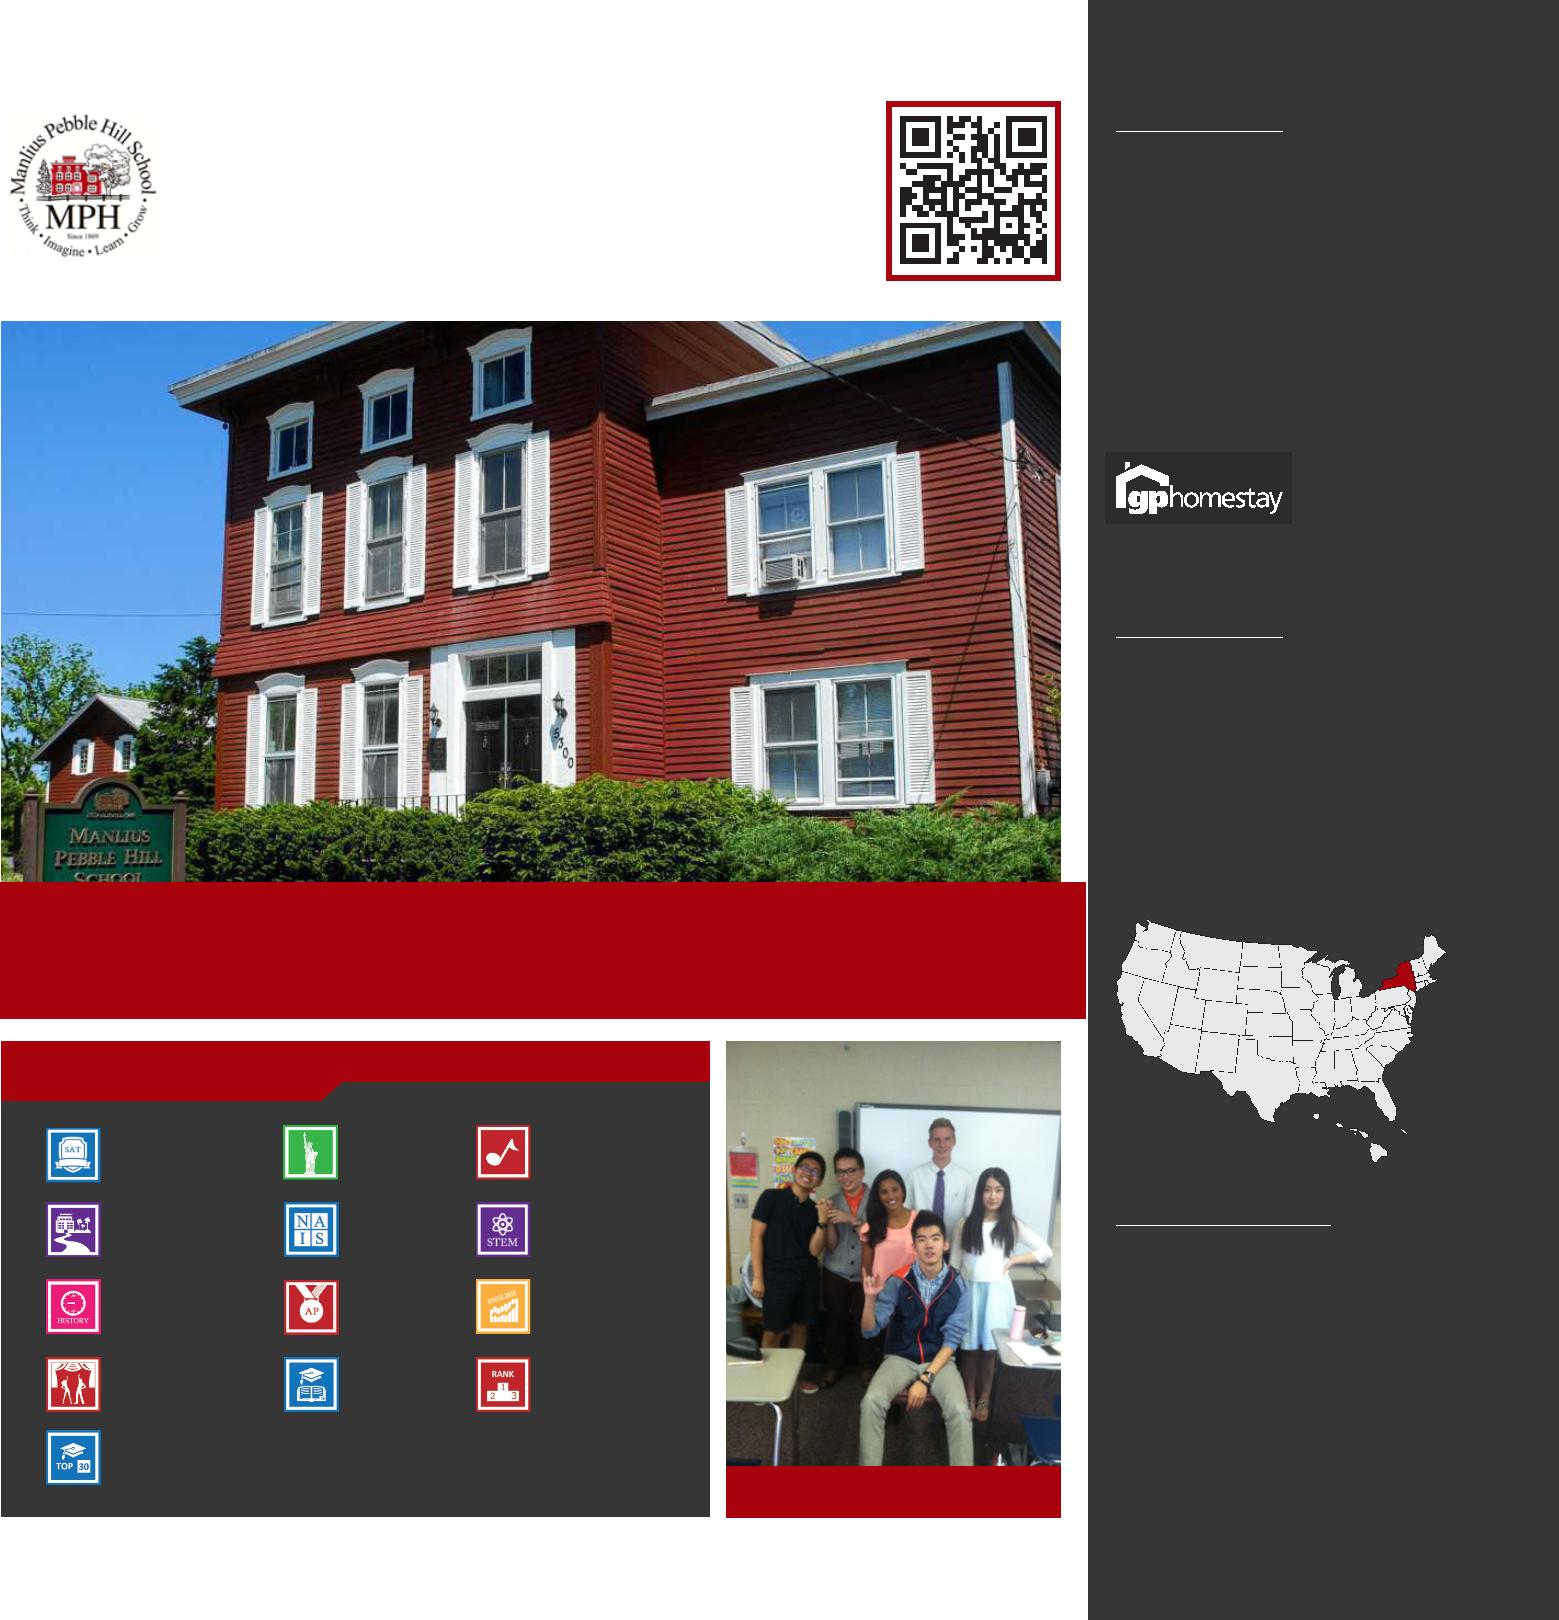 Manlius Pebble Hill School
MPH
Since 1869
• Think • Imagine • Learn • Grow •
gphomestay
5300
MANLIUS
PEBBLE HILL
SCHOOL
SAT
NA
IS
STEM
HISTORY
AP
ENGLISH
RANK
1
2 3
TOP 30